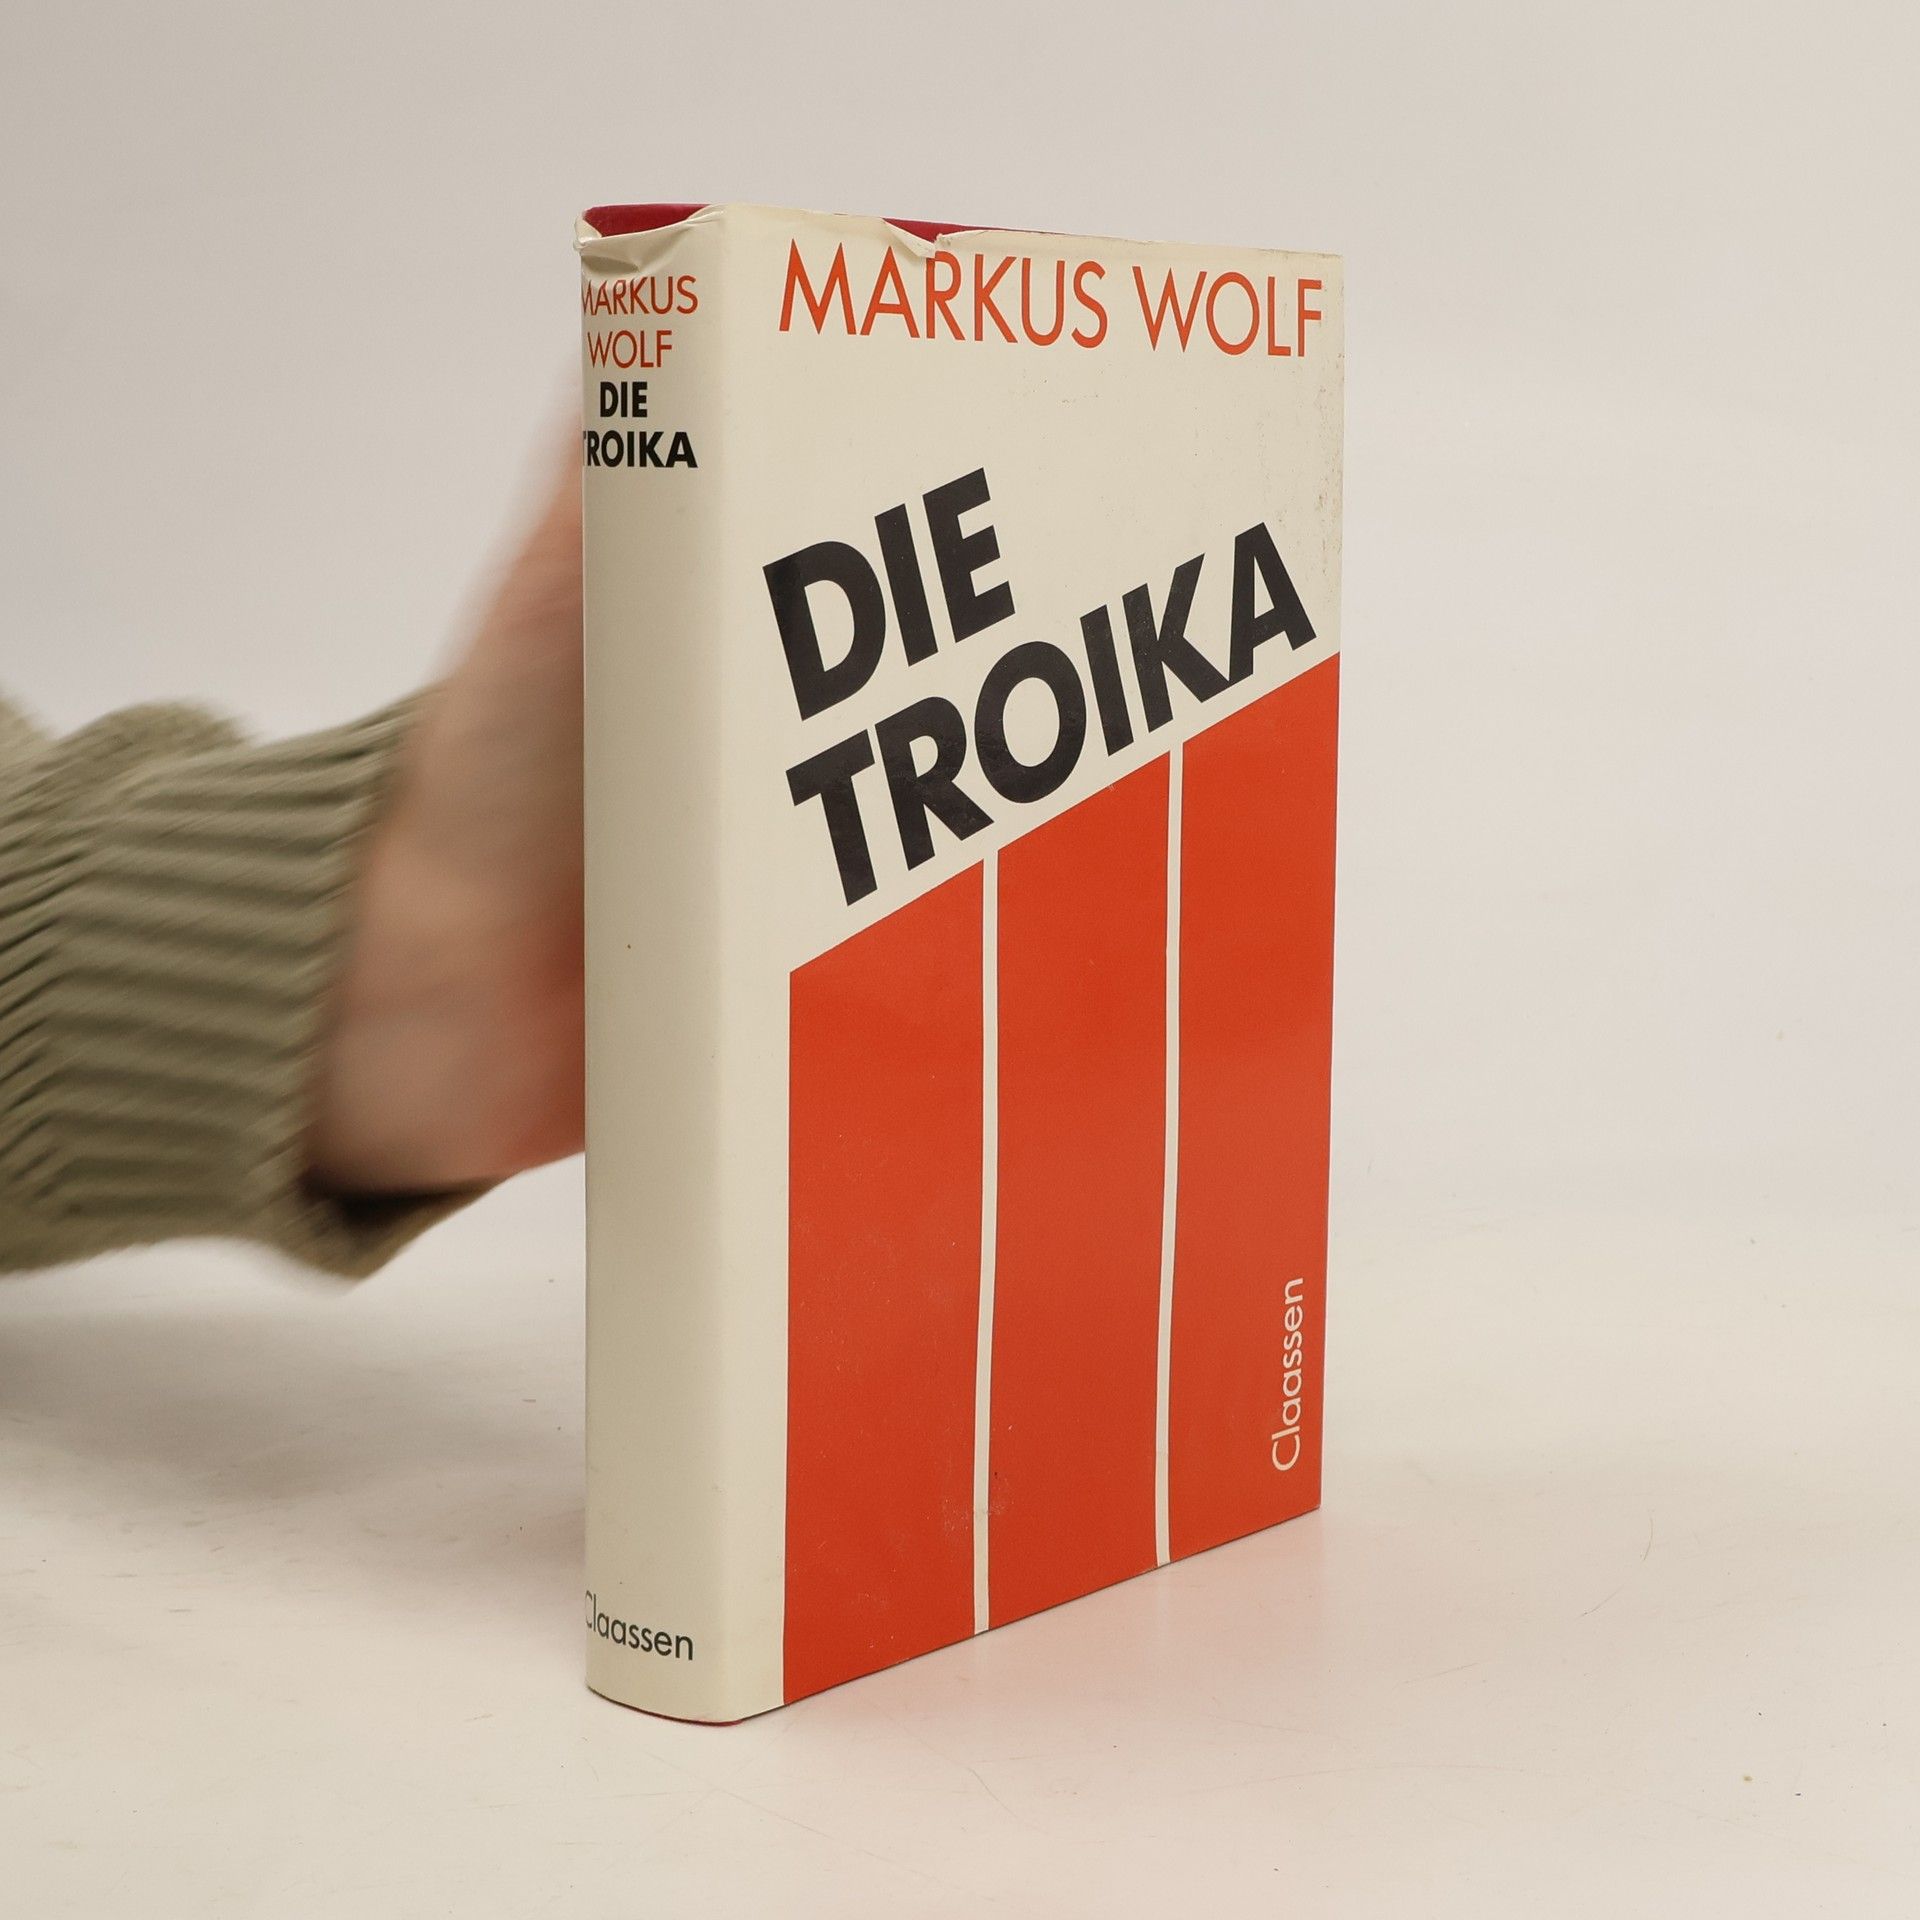 MARKUS
WOLF
DIE
TROIKA
Claassen
MARKUS WOLF
DIE
TROIKA
Claassen